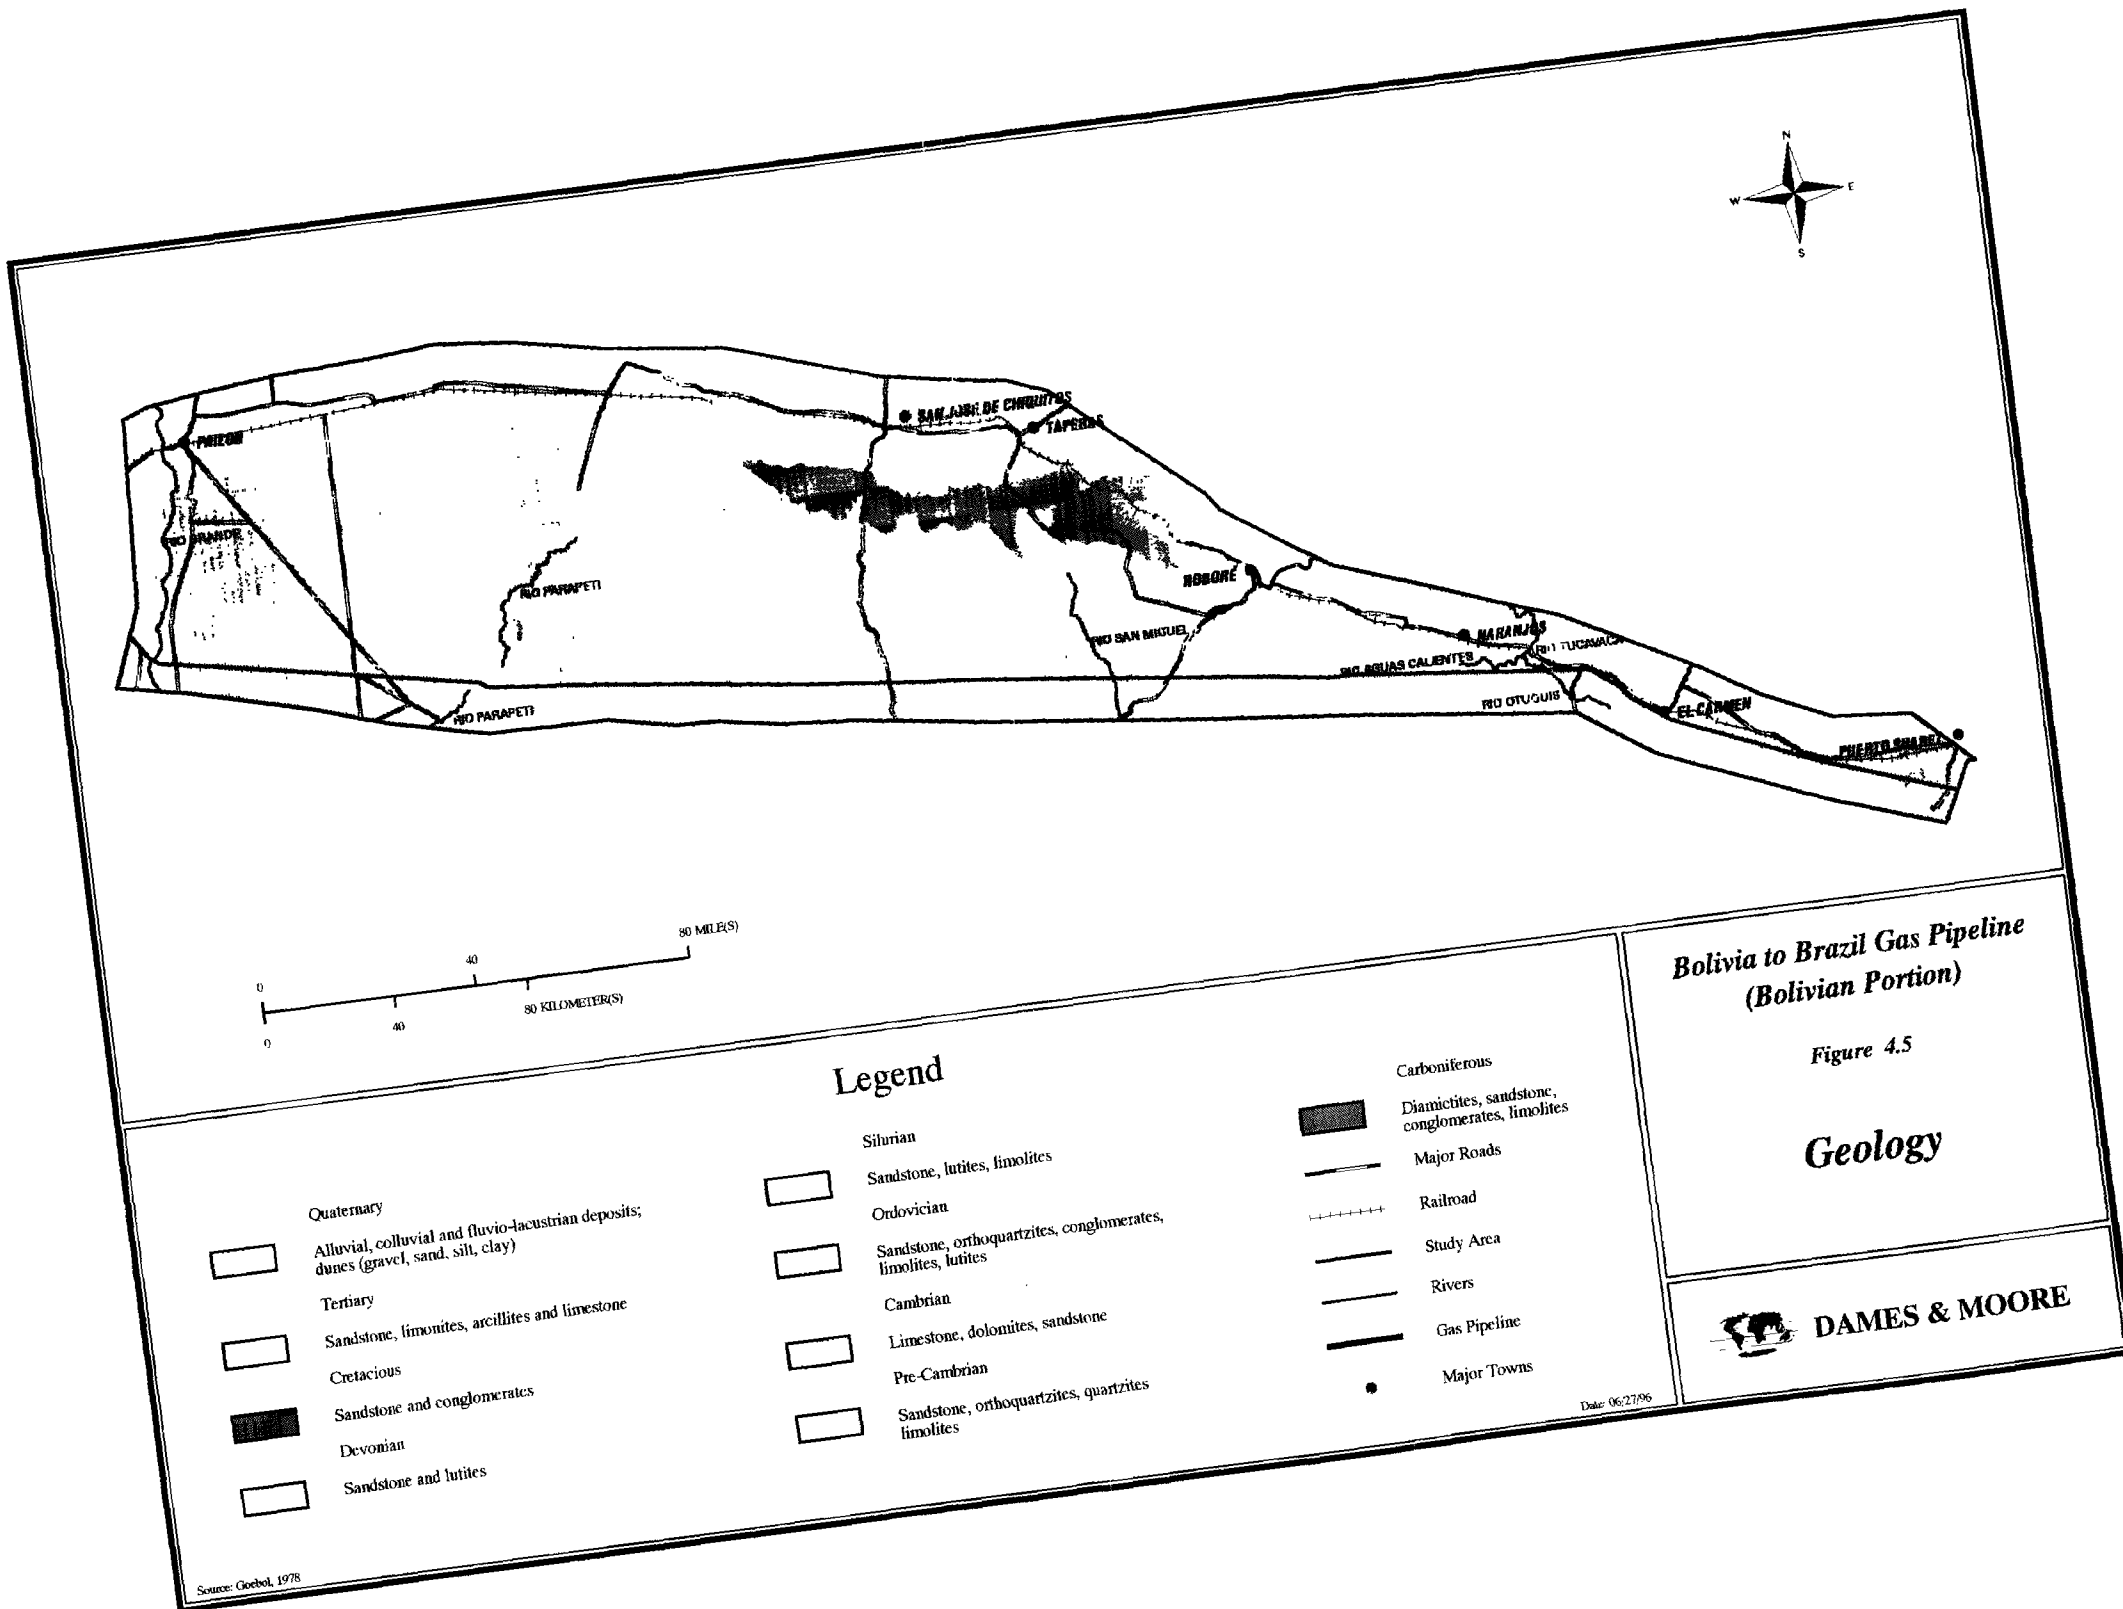 N
W
E
S
SAN JOSE DE CHIQUITOS
TAPERAS
PAILON
RIO GRANDE
RIO PARAPETI
ROBORE
RIO SAN MIGUEL
NARANJOS
RIO TUCAVACA
RIO AGUAS CALIENTES
RIO OTUQUIS
EL CARMEN
RIO PARAPETI
PUERTO SUAREZ
0
40
80 MILE(S)
0
40
80 KILOMETER(S)
Legend
Quaternary
Alluvial, colluvial and fluvio-lacustrian deposits;
dunes (gravel, sand, silt, clay)
Tertiary
Sandstone, limonites, arcillites and limestone
Cretacious
Sandstone and conglomerates
Devonian
Sandstone and lutites
Silurian
Sandstone, lutites, limolites
Ordovician
Sandstone, orthoquartzites, conglomerates,
limolites, lutites
Cambrian
Limestone, dolomites, sandstone
Pre-Cambrian
Sandstone, orthoquartzites, quartzites
limolites
Carboniferous
Diamictites, sandstone,
conglomerates, limolites
Major Roads
Railroad
Study Area
Rivers
Gas Pipeline
Major Towns
Date: 06/27/96
Source: Goebol, 1978
Bolivia to Brazil Gas Pipeline
(Bolivian Portion)
Figure 4.5
Geology
DAMES & MOORE